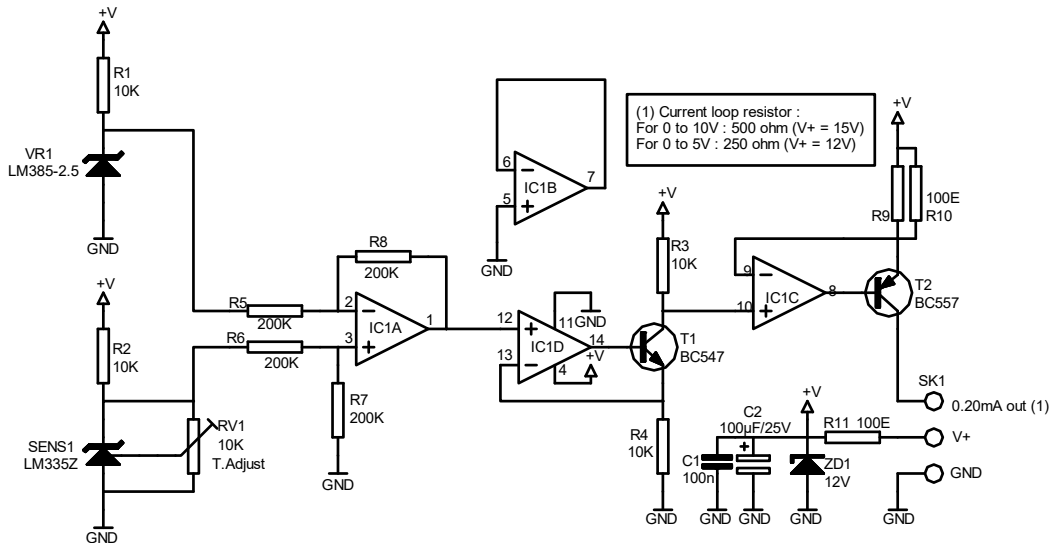 +V
R1
10K
VR1
LM385-2.5
GND
+V
R2
10K
SENS1
LM335Z
RV1
10K
T.Adjust
GND
R5
200K
R6
200K
R8
200K
2
3
IC1A
1
R7
200K
GND
6
5
IC1B
7
GND
(1) Current loop resistor :
For 0 to 10V : 500 ohm (V+ = 15V)
For 0 to 5V : 250 ohm (V+ = 12V)
12
13
IC1D
11
GND
14
+V
4
+V
R3
10K
T1
BC547
R4
10K
GND
9
10
IC1C
8
+V
100E
R9
R10
T2
BC557
SK1
0.20mA out (1)
V+
GND
C2
100µF/25V
+
C1
100n
+V
R11 100E
ZD1
12V
GND
GND
GND
GND